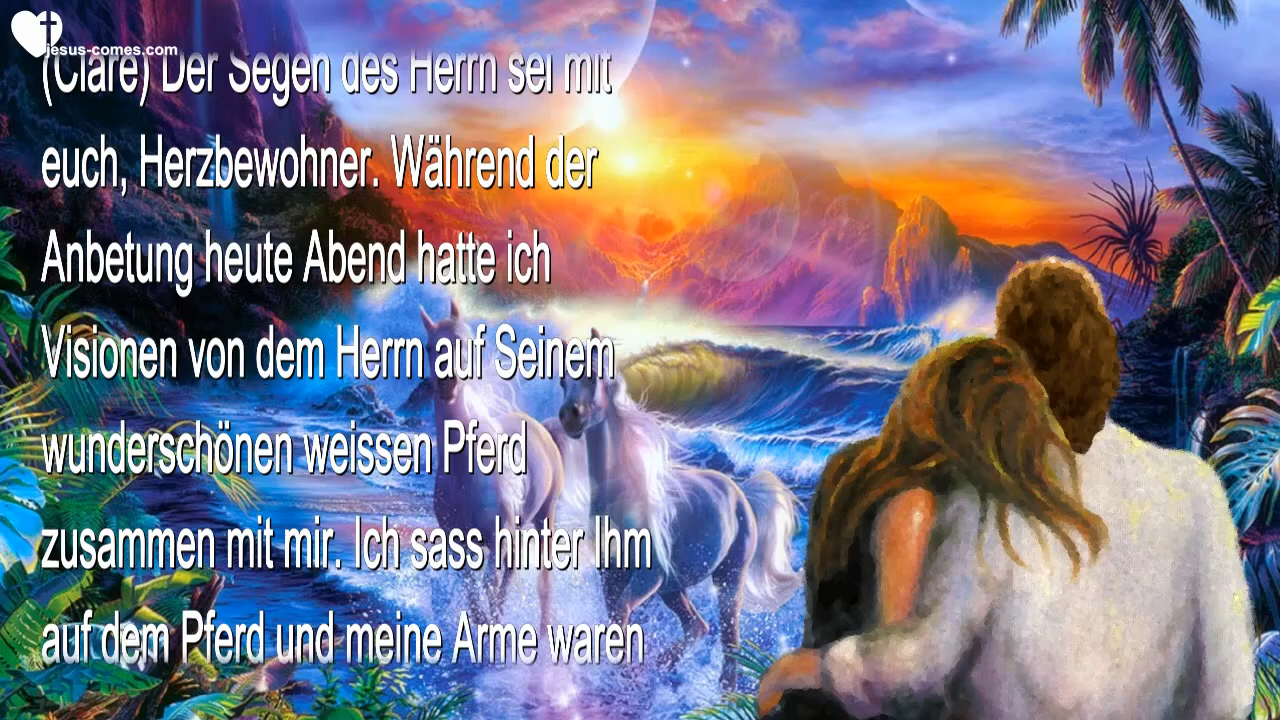 jesus-comes.com
(Clare) Der Segen des Herrn sei mit
euch, Herzbewohner. Während der
Anbetung heute Abend hatte ich
Visionen von dem Herrn auf Seinem
wunderschönen weissen Pferd
zusammen mit mir. Ich sass hinter Ihm
auf dem Pferd und meine Arme waren